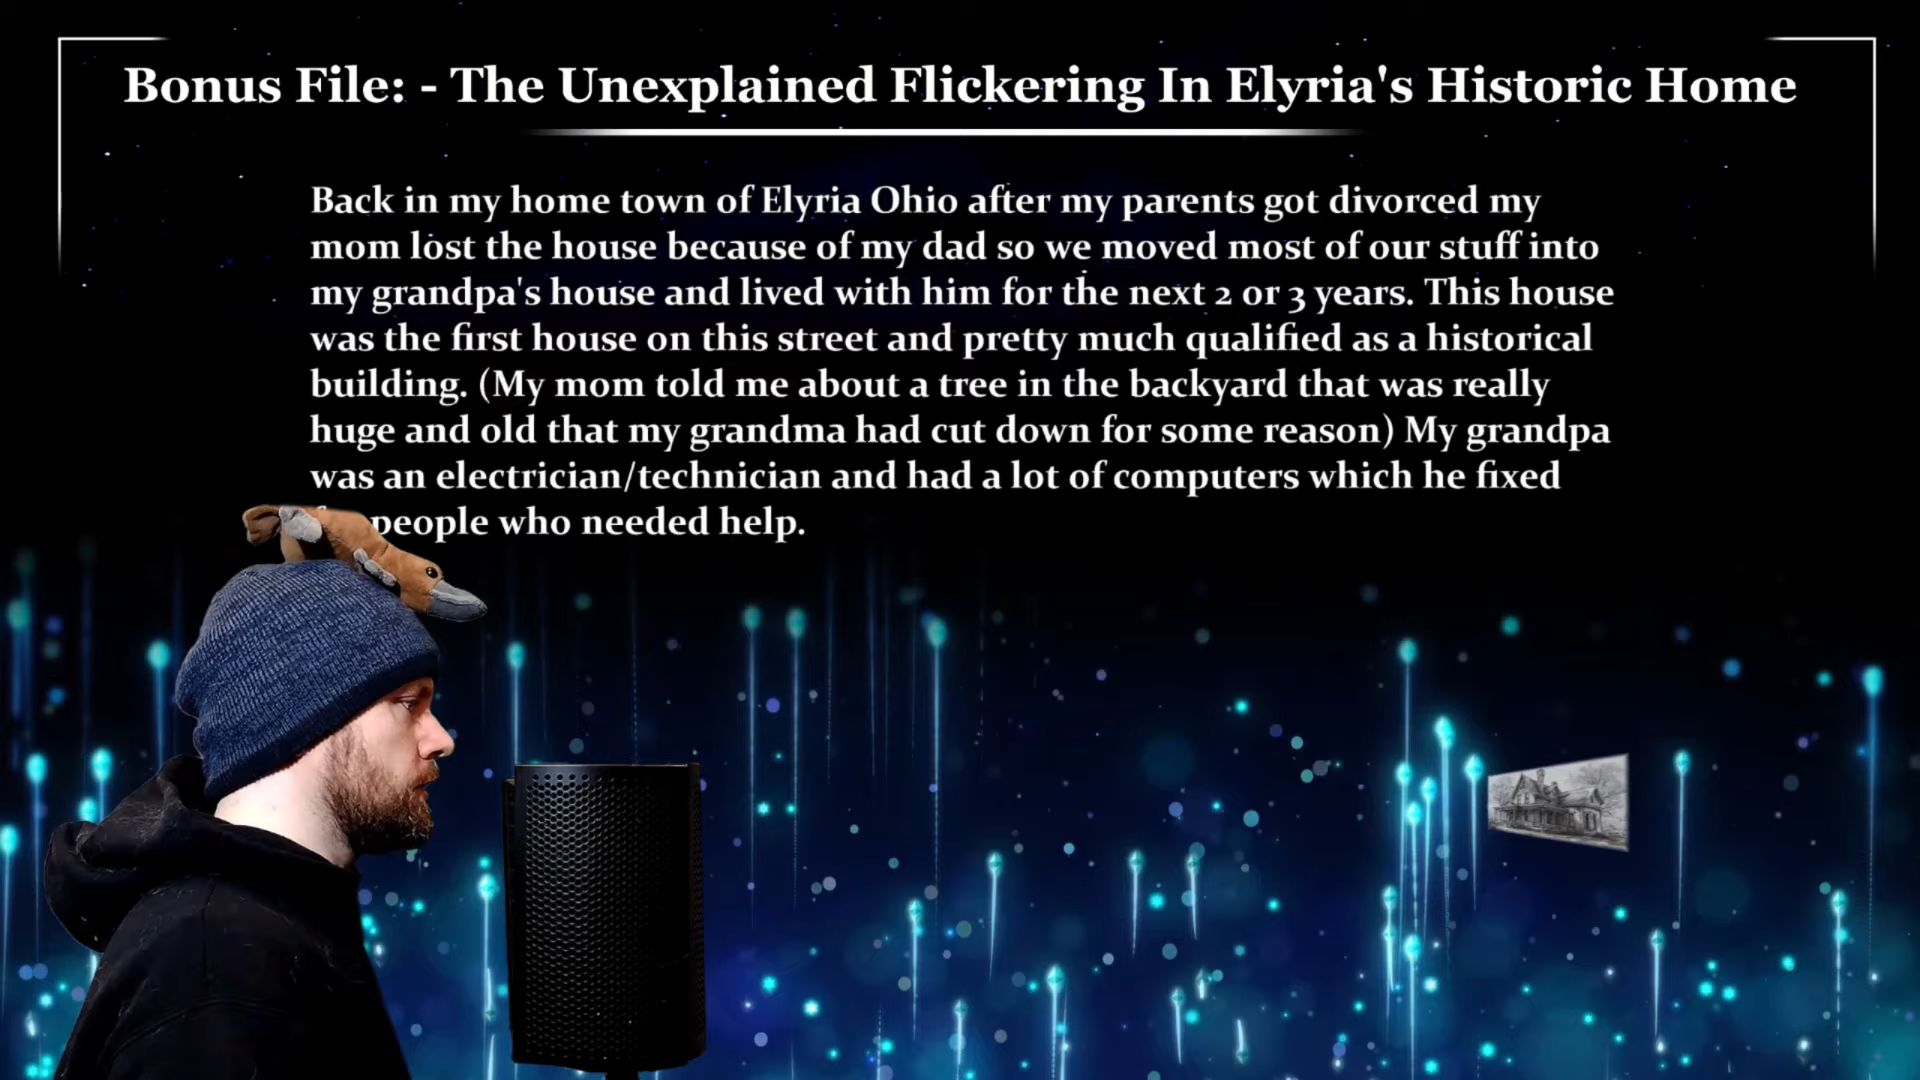 Bonus File: - The Unexplained Flickering In Elyria's Historic Home
Back in my home town of Elyria Ohio after my parents got divorced my
mom lost the house because of my dad so we moved most of our stuff into
my grandpa's house and lived with him for the next 2 or 3 years. This house
was the first house on this street and pretty much qualified as a historical
building. (My mom told me about a tree in the backyard that was really
huge and old that my grandma had cut down for some reason) My grandpa
was an electrician/technician and had a lot of computers which he fixed
people who needed help.